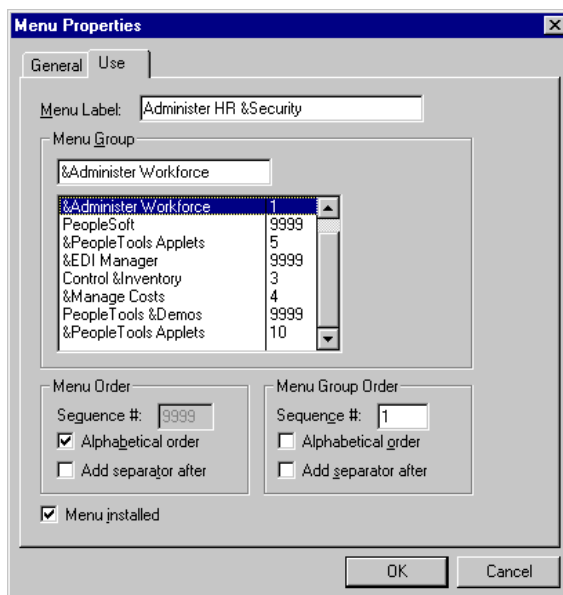 Menu Properties
General Use
Menu Label: Administer HR &Security
Menu Group
&Administer Workforce
&Administer Workforce 1
PeopleSoft 9999
&PeopleTools Applets 5
&EDI Manager 9999
Control &Inventory 3
&Manage Costs 4
PeopleTools &Demos 9999
&PeopleTools Applets 10
Menu Order
Sequence #: 9999
Alphabetical order
Add separator after
Menu Group Order
Sequence #: 1
Alphabetical order
Add separator after
Menu installed
OK Cancel